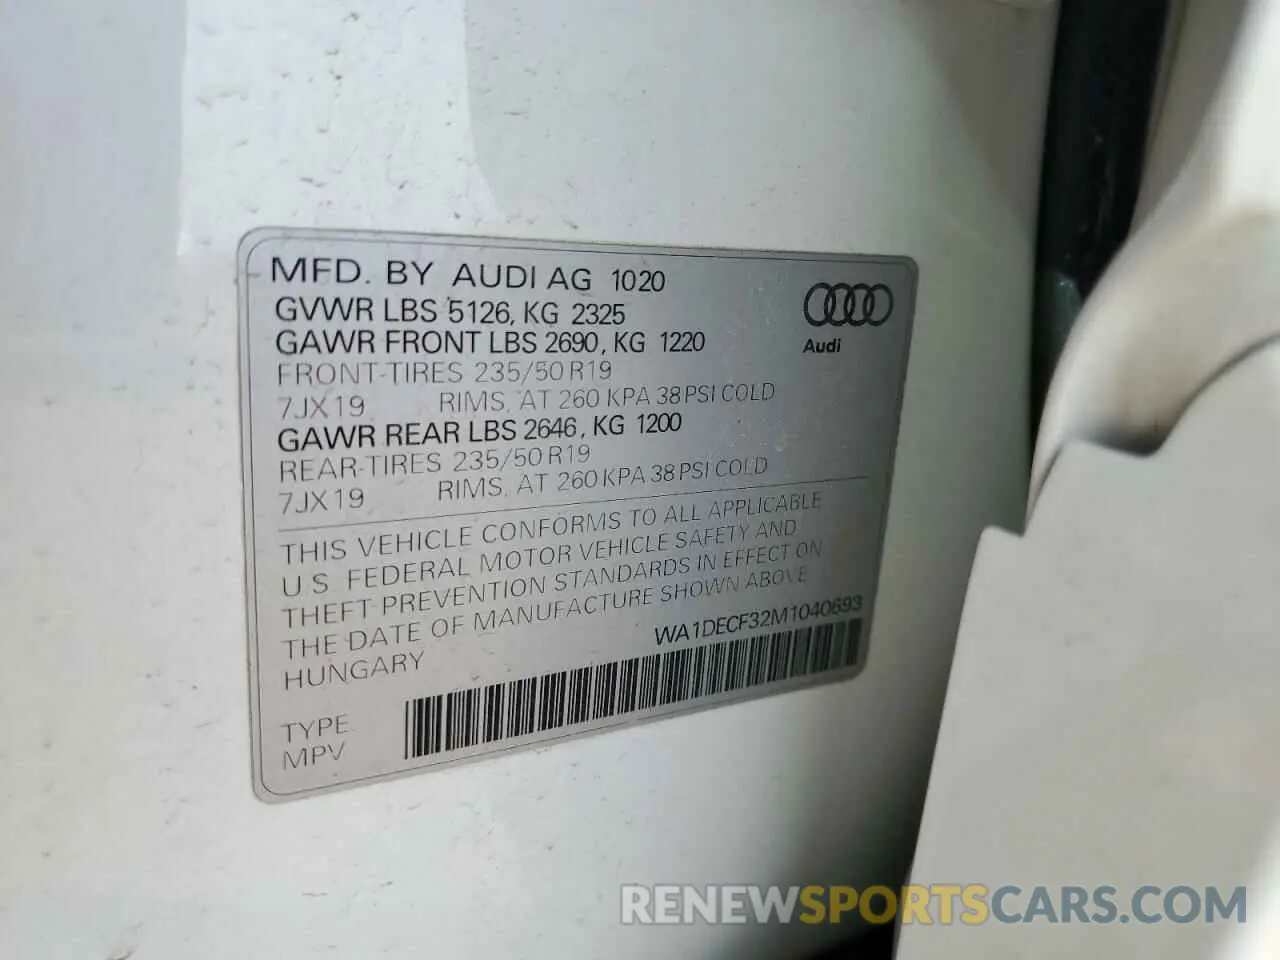 MFD. BY AUDI AG 1020
GVWR LBS 5126, KG 2325
GAWR FRONT LBS 2690, KG 1220
FRONT-TIRES 235/50 R19
7JX19 RIMS, AT 260 KPA 38 PSI COLD
GAWR REAR LBS 2646, KG 1200
REAR-TIRES 235/50 R19
7JX19 RIMS, AT 260 KPA 38 PSI COLD
Audi
THIS VEHICLE CONFORMS TO ALL APPLICABLE
U.S. FEDERAL MOTOR VEHICLE SAFETY AND
THEFT PREVENTION STANDARDS IN EFFECT ON
THE DATE OF MANUFACTURE SHOWN ABOVE
HUNGARY
WA1DECF32M1040693
TYPE
MPV
RENEWSPORTSCARS.COM